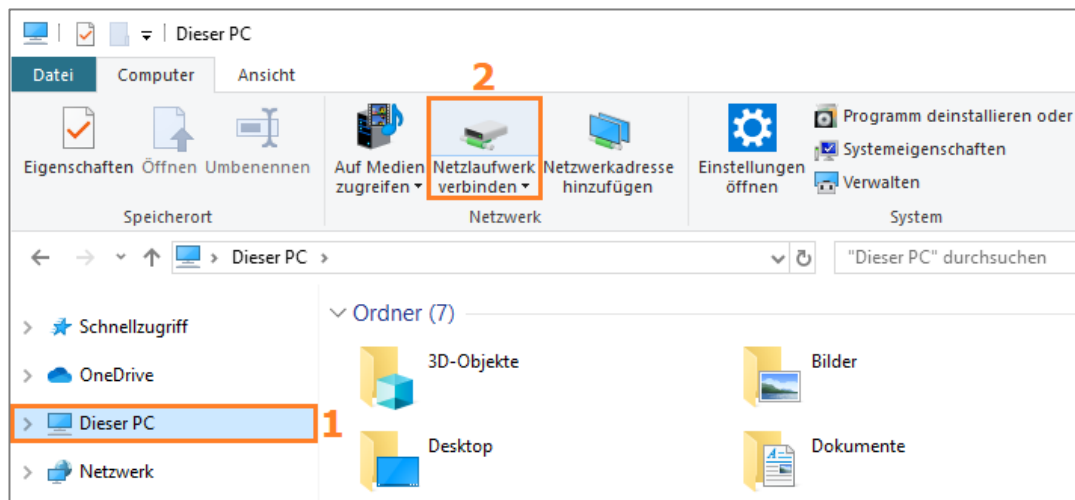 Dieser PC
Datei Computer Ansicht
2
Eigenschaften Öffnen Umbenennen
Auf Medien zugreifen
Netzlaufwerk verbinden
Netzwerkadresse hinzufügen
Einstellungen öffnen
Programm deinstallieren oder
Systemeigenschaften
Verwalten
Speicherort Netzwerk System
Dieser PC
"Dieser PC" durchsuchen
Schnellzugriff
OneDrive
Dieser PC 1
Netzwerk
Ordner (7)
3D-Objekte
Bilder
Desktop
Dokumente